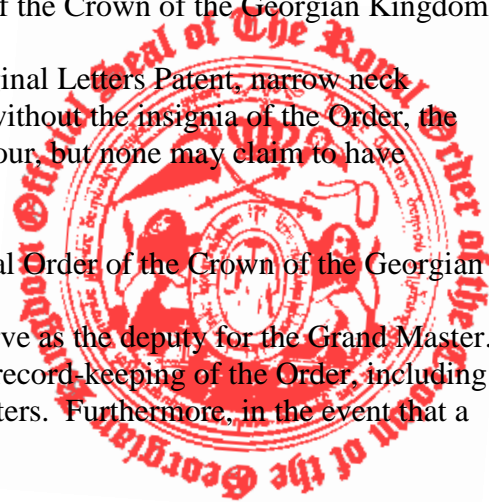 of the Crown of the Georgian Kingdom
inal Letters Patent, narrow neck
without the insignia of the Order, the
our, but none may claim to have
al Order of the Crown of the Georgian
ve as the deputy for the Grand Master.
record-keeping of the Order, including
ters.  Furthermore, in the event that a
Official Seal of The Royal Order of the Crown of the Georgian Kingdom